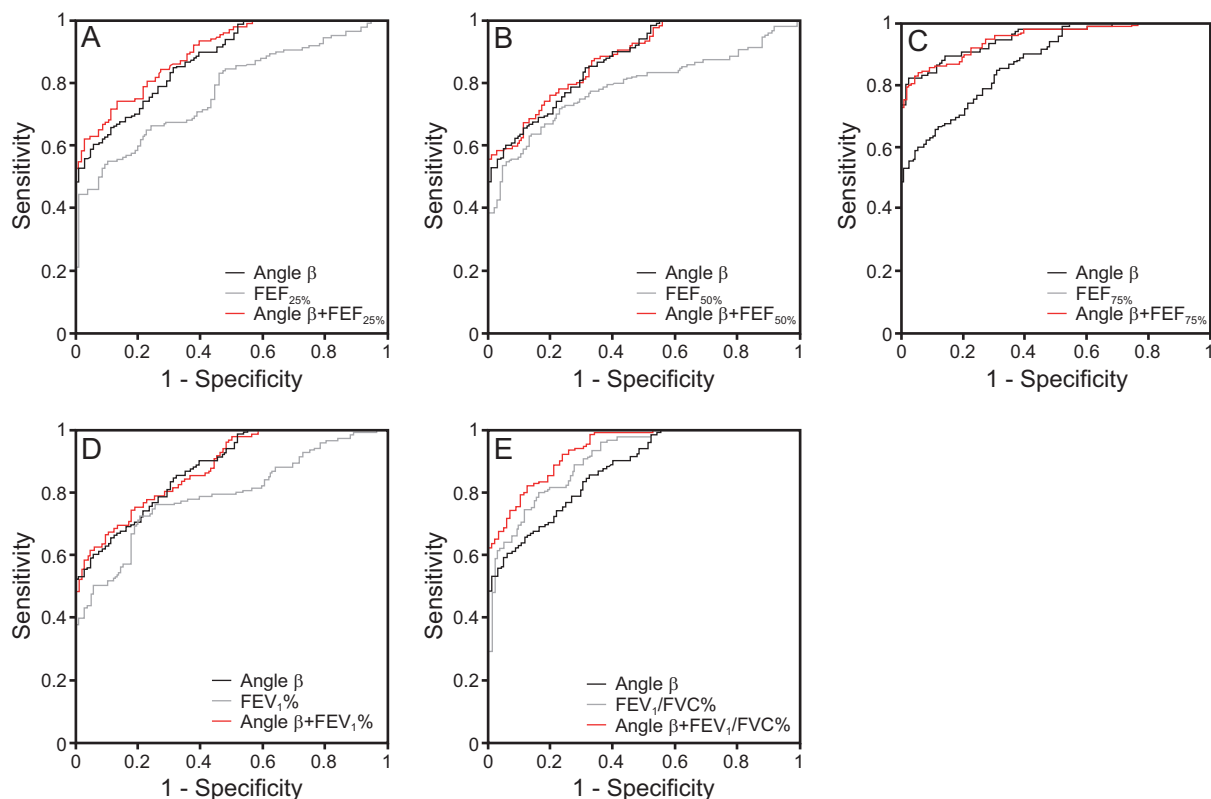 A
Sensitivity
1
0.8
0.6
0.4
0.2
0
0 0.2 0.4 0.6 0.8 1
1 - Specificity
Angle β
FEF25%
Angle β+FEF25%
B
Sensitivity
1
0.8
0.6
0.4
0.2
0
0 0.2 0.4 0.6 0.8 1
1 - Specificity
Angle β
FEF50%
Angle β+FEF50%
C
Sensitivity
1
0.8
0.6
0.4
0.2
0
0 0.2 0.4 0.6 0.8 1
1 - Specificity
Angle β
FEF75%
Angle β+FEF75%
D
Sensitivity
1
0.8
0.6
0.4
0.2
0
0 0.2 0.4 0.6 0.8 1
1 - Specificity
Angle β
FEV1%
Angle β+FEV1%
E
Sensitivity
1
0.8
0.6
0.4
0.2
0
0 0.2 0.4 0.6 0.8 1
1 - Specificity
Angle β
FEV1/FVC%
Angle β+FEV1/FVC%